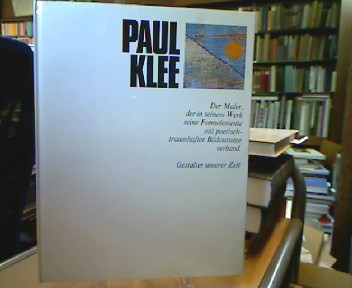 PAUL
KLEE
Der Maler,
der in seinem Werk
seine Formelemente
mit poetisch-
traumhafter Bildaussage
verband.
Gestalter unserer Zeit